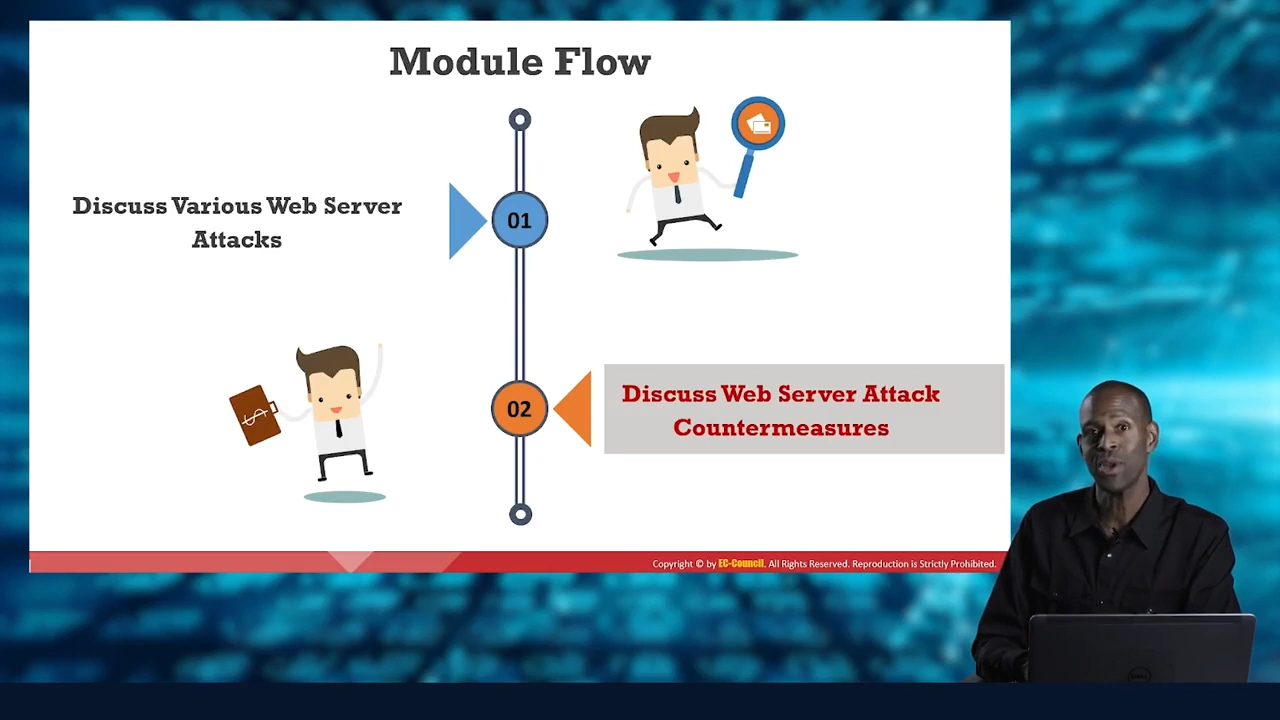 Module Flow
Discuss Various Web Server
Attacks
01
02
Discuss Web Server Attack
Countermeasures
Copyright © by EC-Council. All Rights Reserved. Reproduction is Strictly Prohibited.
DELL